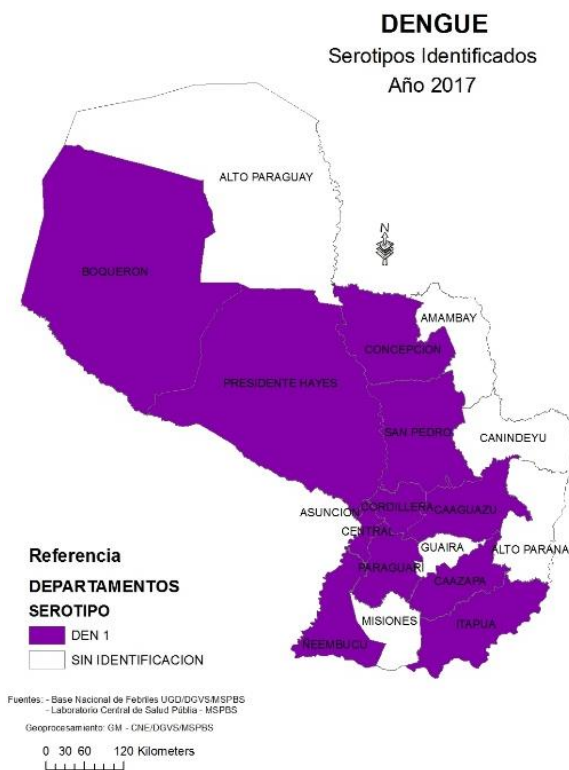 DENGUE
Serotipos Identificados
Año 2017
ALTO PARAGUAY
N
BOQUERON
AMAMBAY
CONCEPCION
PRESIDENTE HAYES
SAN PEDRO
CANINDEYU
CORDILLERA
CAAGUAZU
ASUNCION
CENTRAL
GUAIRA
ALTO PARANA
PARAGUARI
CAAZAPA
MISIONES
ITAPUA
ÑEEMBUCU
Referencia
DEPARTAMENTOS
SEROTIPO
DEN 1
SIN IDENTIFICACION
Fuentes: - Base Nacional de Febriles UGD/DGVS/MSPBS
- Laboratorio Central de Salud Públia - MSPBS
Geoprocesamiento: GM - CNE/DGVS/MSPBS
0 30 60 120 Kilometers